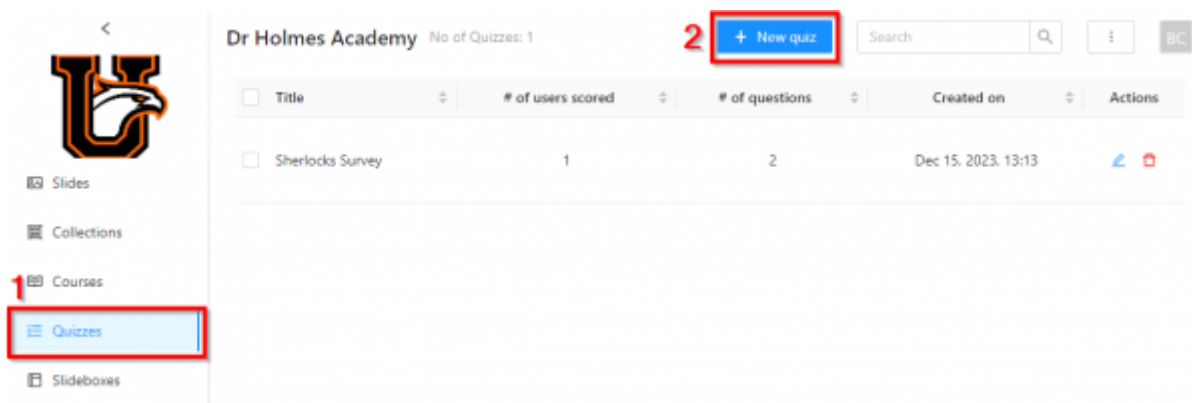 Dr Holmes Academy No of Quizzes: 1
2
+ New quiz
Search
BC
Title # of users scored # of questions Created on Actions
Sherlocks Survey 1 2 Dec 15, 2023, 13:13
U
Slides
Collections
1
Courses
Quizzes
Slideboxes